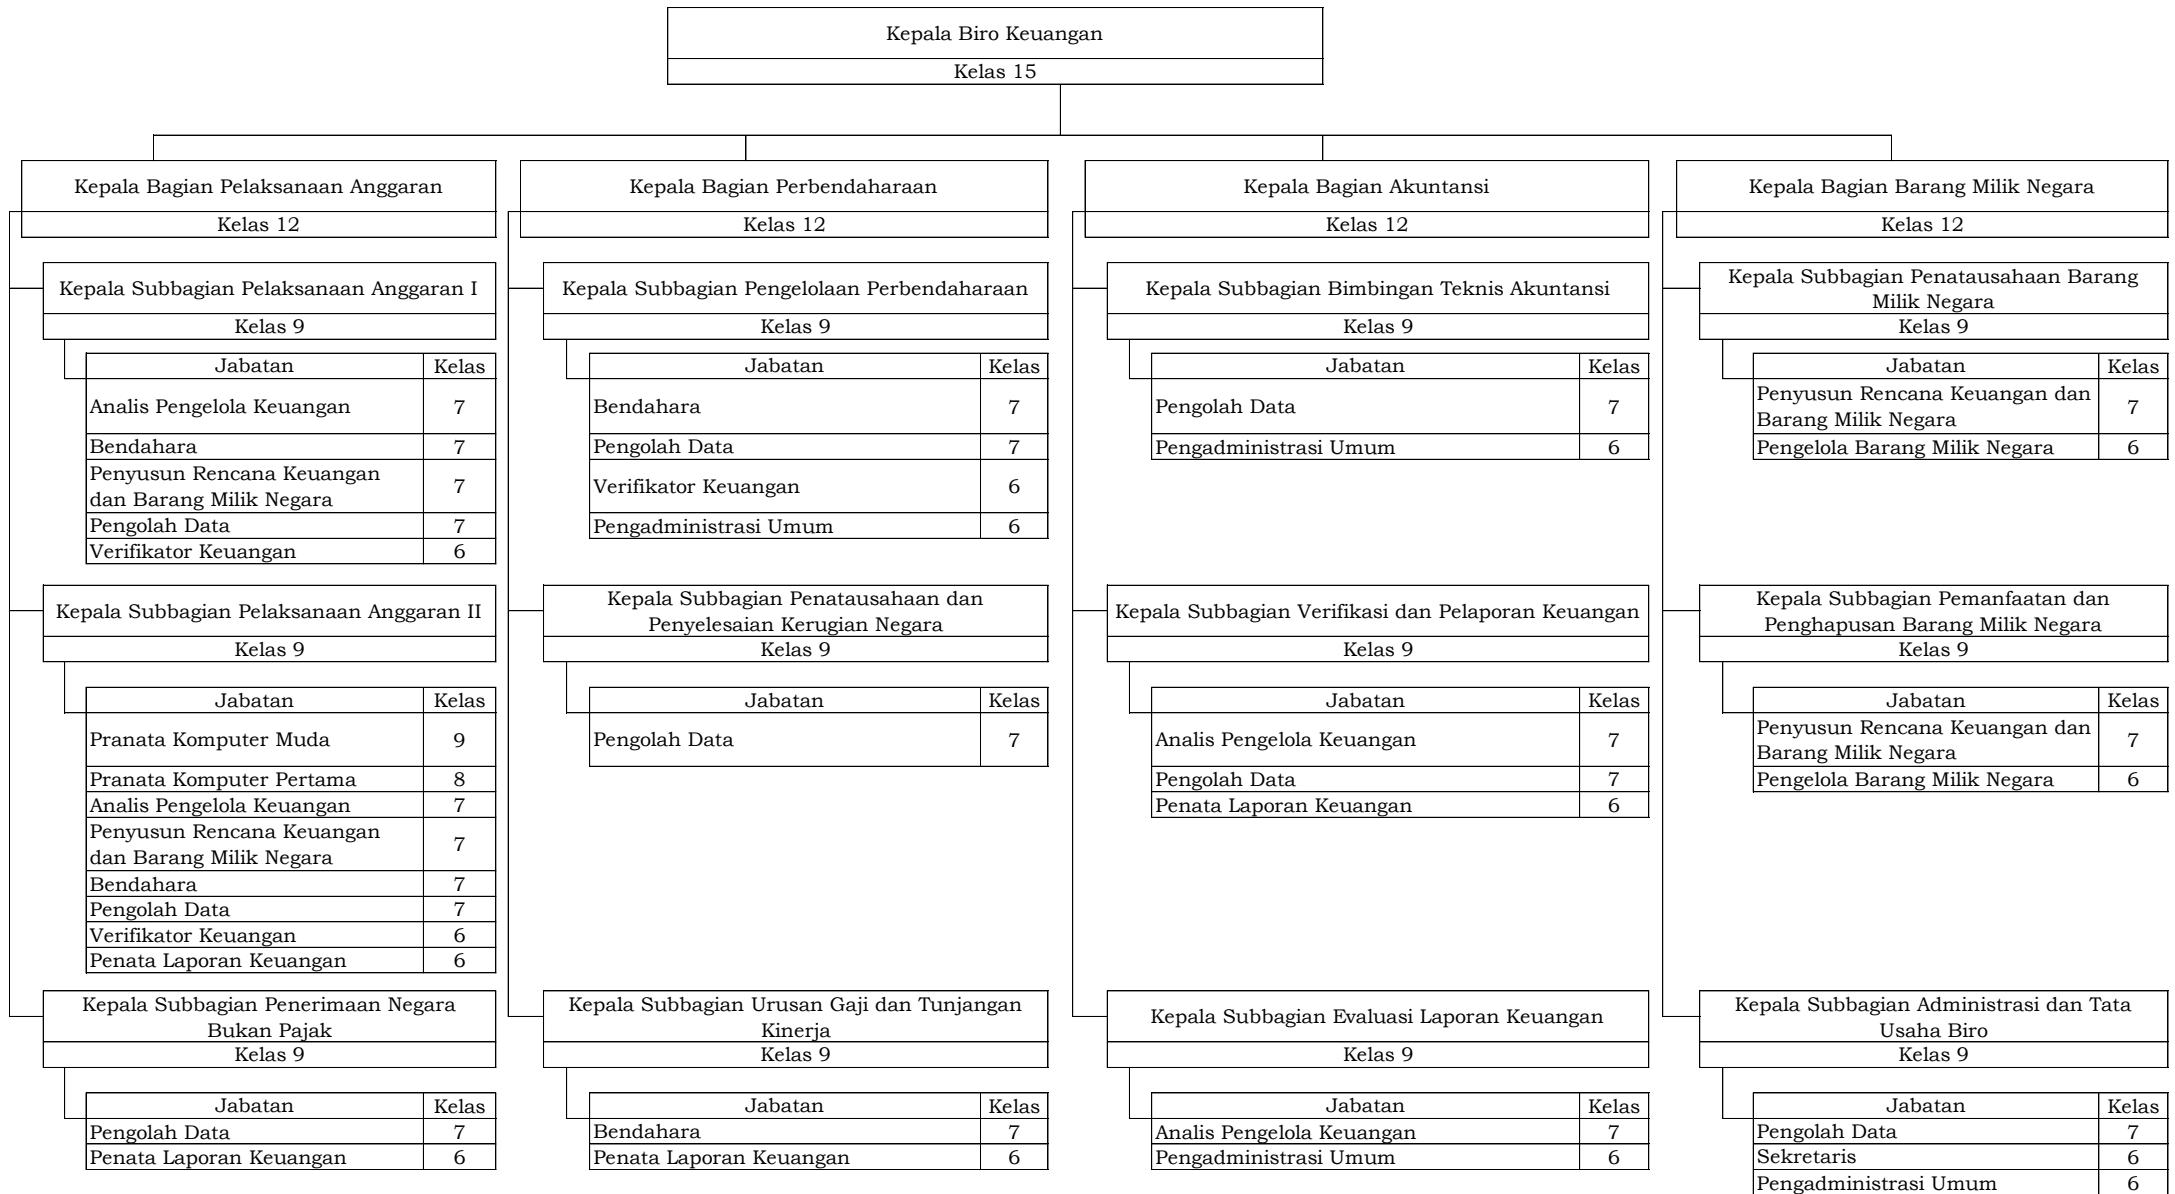 Kepala Biro Keuangan
Kelas 15
Kepala Bagian Pelaksanaan Anggaran
Kelas 12
Kepala Subbagian Pelaksanaan Anggaran I
Kelas 9
Jabatan Kelas
Analis Pengelola Keuangan 7
Bendahara 7
Penyusun Rencana Keuangan
dan Barang Milik Negara 7
Pengolah Data 7
Verifikator Keuangan 6
Kepala Subbagian Pelaksanaan Anggaran II
Kelas 9
Jabatan Kelas
Pranata Komputer Muda 9
Pranata Komputer Pertama 8
Analis Pengelola Keuangan 7
Penyusun Rencana Keuangan
dan Barang Milik Negara 7
Bendahara 7
Pengolah Data 7
Verifikator Keuangan 6
Penata Laporan Keuangan 6
Kepala Subbagian Penerimaan Negara
Bukan Pajak
Kelas 9
Jabatan Kelas
Pengolah Data 7
Penata Laporan Keuangan 6
Kepala Bagian Perbendaharaan
Kelas 12
Kepala Subbagian Pengelolaan Perbendaharaan
Kelas 9
Jabatan Kelas
Bendahara 7
Pengolah Data 7
Verifikator Keuangan 6
Pengadministrasi Umum 6
Kepala Subbagian Penatausahaan dan
Penyelesaian Kerugian Negara
Kelas 9
Jabatan Kelas
Pengolah Data 7
Kepala Subbagian Urusan Gaji dan Tunjangan
Kinerja
Kelas 9
Jabatan Kelas
Bendahara 7
Penata Laporan Keuangan 6
Kepala Bagian Akuntansi
Kelas 12
Kepala Subbagian Bimbingan Teknis Akuntansi
Kelas 9
Jabatan Kelas
Pengolah Data 7
Pengadministrasi Umum 6
Kepala Subbagian Verifikasi dan Pelaporan Keuangan
Kelas 9
Jabatan Kelas
Analis Pengelola Keuangan 7
Pengolah Data 7
Penata Laporan Keuangan 6
Kepala Subbagian Evaluasi Laporan Keuangan
Kelas 9
Jabatan Kelas
Analis Pengelola Keuangan 7
Pengadministrasi Umum 6
Kepala Bagian Barang Milik Negara
Kelas 12
Kepala Subbagian Penatausahaan Barang
Milik Negara
Kelas 9
Jabatan Kelas
Penyusun Rencana Keuangan dan
Barang Milik Negara 7
Pengelola Barang Milik Negara 6
Kepala Subbagian Pemanfaatan dan
Penghapusan Barang Milik Negara
Kelas 9
Jabatan Kelas
Penyusun Rencana Keuangan dan
Barang Milik Negara 7
Pengelola Barang Milik Negara 6
Kepala Subbagian Administrasi dan Tata
Usaha Biro
Kelas 9
Jabatan Kelas
Pengolah Data 7
Sekretaris 6
Pengadministrasi Umum 6